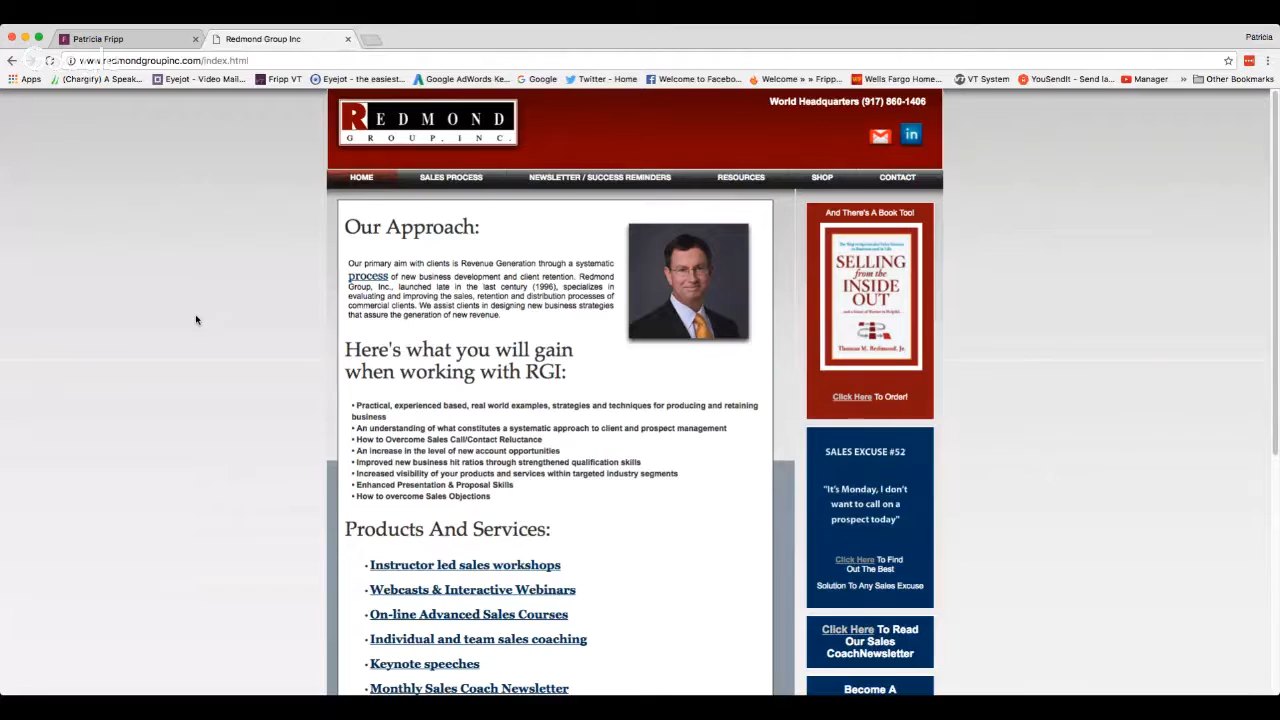 Patricia Fripp
Redmond Group Inc
Patricia
www.redmondgroupinc.com/index.html
Apps
(Chargify) A Speak...
Eyejot - Video Mail...
Fripp VT
Eyejot - the easiest...
Google AdWords Ke...
Google
Twitter - Home
Welcome to Facebo...
Welcome » » Fripp...
Wells Fargo Home...
VT System
YouSendIt - Send la...
Manager
»
Other Bookmarks
REDMOND
GROUP, INC.
World Headquarters (917) 860-1406
in
HOME
SALES PROCESS
NEWSLETTER / SUCCESS REMINDERS
RESOURCES
SHOP
CONTACT
Our Approach:
Our primary aim with clients is Revenue Generation through a systematic
process of new business development and client retention. Redmond
Group, Inc., launched late in the last century (1996), specializes in
evaluating and improving the sales, retention and distribution processes of
commercial clients. We assist clients in designing new business strategies
that assure the generation of new revenue.
Here's what you will gain
when working with RGI:
• Practical, experienced based, real world examples, strategies and techniques for producing and retaining
business
• An understanding of what constitutes a systematic approach to client and prospect management
• How to Overcome Sales Call/Contact Reluctance
• An increase in the level of new account opportunities
• Improved new business hit ratios through strengthened qualification skills
• Increased visibility of your products and services within targeted industry segments
• Enhanced Presentation & Proposal Skills
• How to overcome Sales Objections
Products And Services:
• Instructor led sales workshops
• Webcasts & Interactive Webinars
• On-line Advanced Sales Courses
• Individual and team sales coaching
• Keynote speeches
• Monthly Sales Coach Newsletter
And There's A Book Too!
SELLING
from the
INSIDE
OUT
Thomas M. Redmond, Jr.
Click Here To Order!
SALES EXCUSE #52
"It's Monday, I don't
want to call on a
prospect today"
Click Here To Find
Out The Best
Solution To Any Sales Excuse
Click Here To Read
Our Sales
CoachNewsletter
Become A